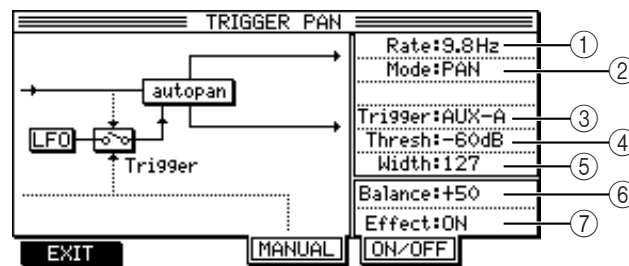 TRIGGER PAN
autopan
LFO
Trigger
Rate:9.8Hz ①
Mode:PAN ②
Trigger:AUX-A ③
Thresh:-60dB ④
Width:127 ⑤
Balance:+50 ⑥
Effect:ON ⑦
EXIT MANUAL ON/OFF